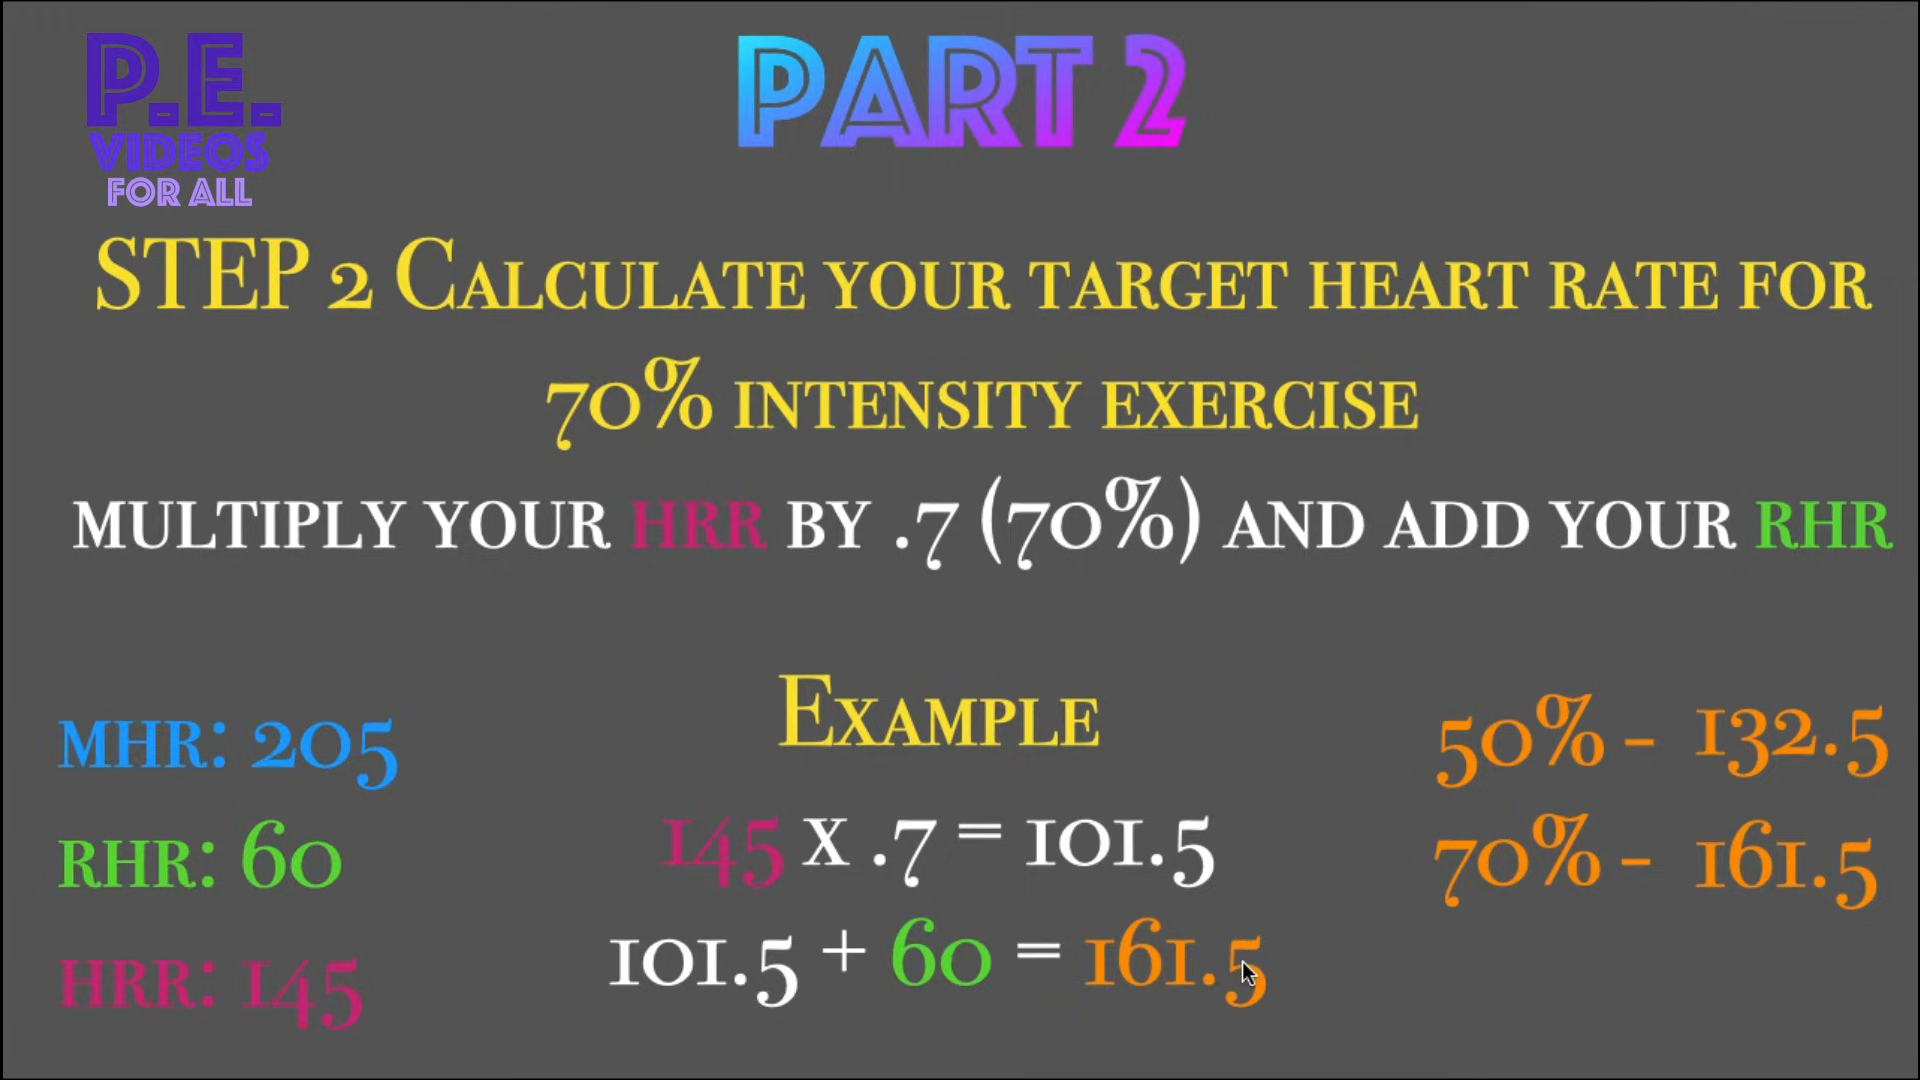 P.E.
VIDEOS
FOR ALL
PART 2
STEP 2 Calculate your target heart rate for
70% intensity exercise
multiply your hrr by .7 (70%) and add your rhr
Example
mhr: 205
rhr: 60
hrr: 145
145 x .7 = 101.5
101.5 + 60 = 161.5
50% - 132.5
70% - 161.5